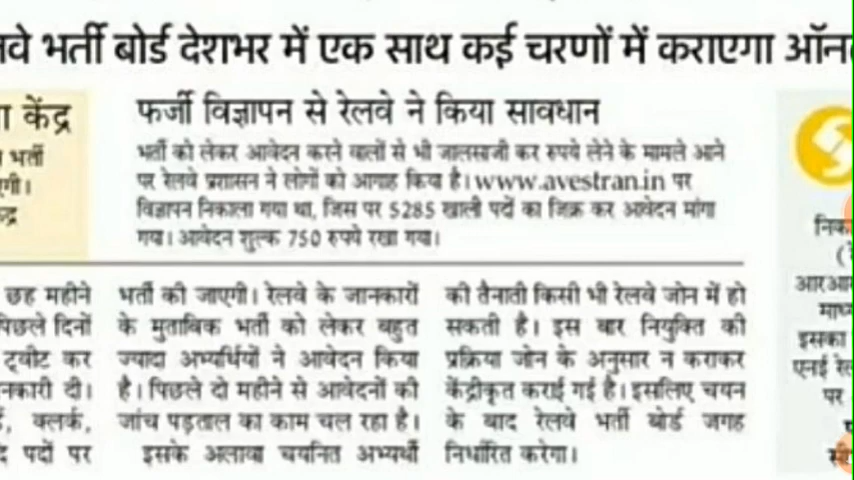 वे भर्ती बोर्ड देशभर में एक साथ कई चरणों में कराएगा ऑन
केंद्र
भर्ती
एगी।
फर्जी विज्ञापन से रेलवे ने किया सावधान
भर्ती को लेकर आवेदन करने वालों से भी जालसाजी कर रुपये लेने के मामले आने
पर रेलवे प्रशासन ने लोगों को आगाह किया है। www.avestran.in पर
विज्ञापन निकाला गया था, जिस पर 5285 खाली पदों का जिक्र कर आवेदन मांगा
गया। आवेदन शुल्क 750 रुपये रखा गया।
छह महीने
पिछले दिनों
ट्वीट कर
नकारी दी।
क्लर्क,
पदों पर
भर्ती की जाएगी। रेलवे के जानकारों
के मुताबिक भर्ती को लेकर बहुत
ज्यादा अभ्यर्थियों ने आवेदन किया
है। पिछले दो महीने से आवेदनों की
जांच पड़ताल का काम चल रहा है।
इसके अलावा चयनित अभ्यर्थी
की तैनाती किसी भी रेलवे जोन में हो
सकती है। इस बार नियुक्ति की
प्रक्रिया जोन के अनुसार न कराकर
केंद्रीकृत कराई गई है। इसलिए चयन
के बाद रेलवे भर्ती बोर्ड जगह
निर्धारित करेगा।
निक
आरआ
माध्य
इसका
एनई रेल
पर